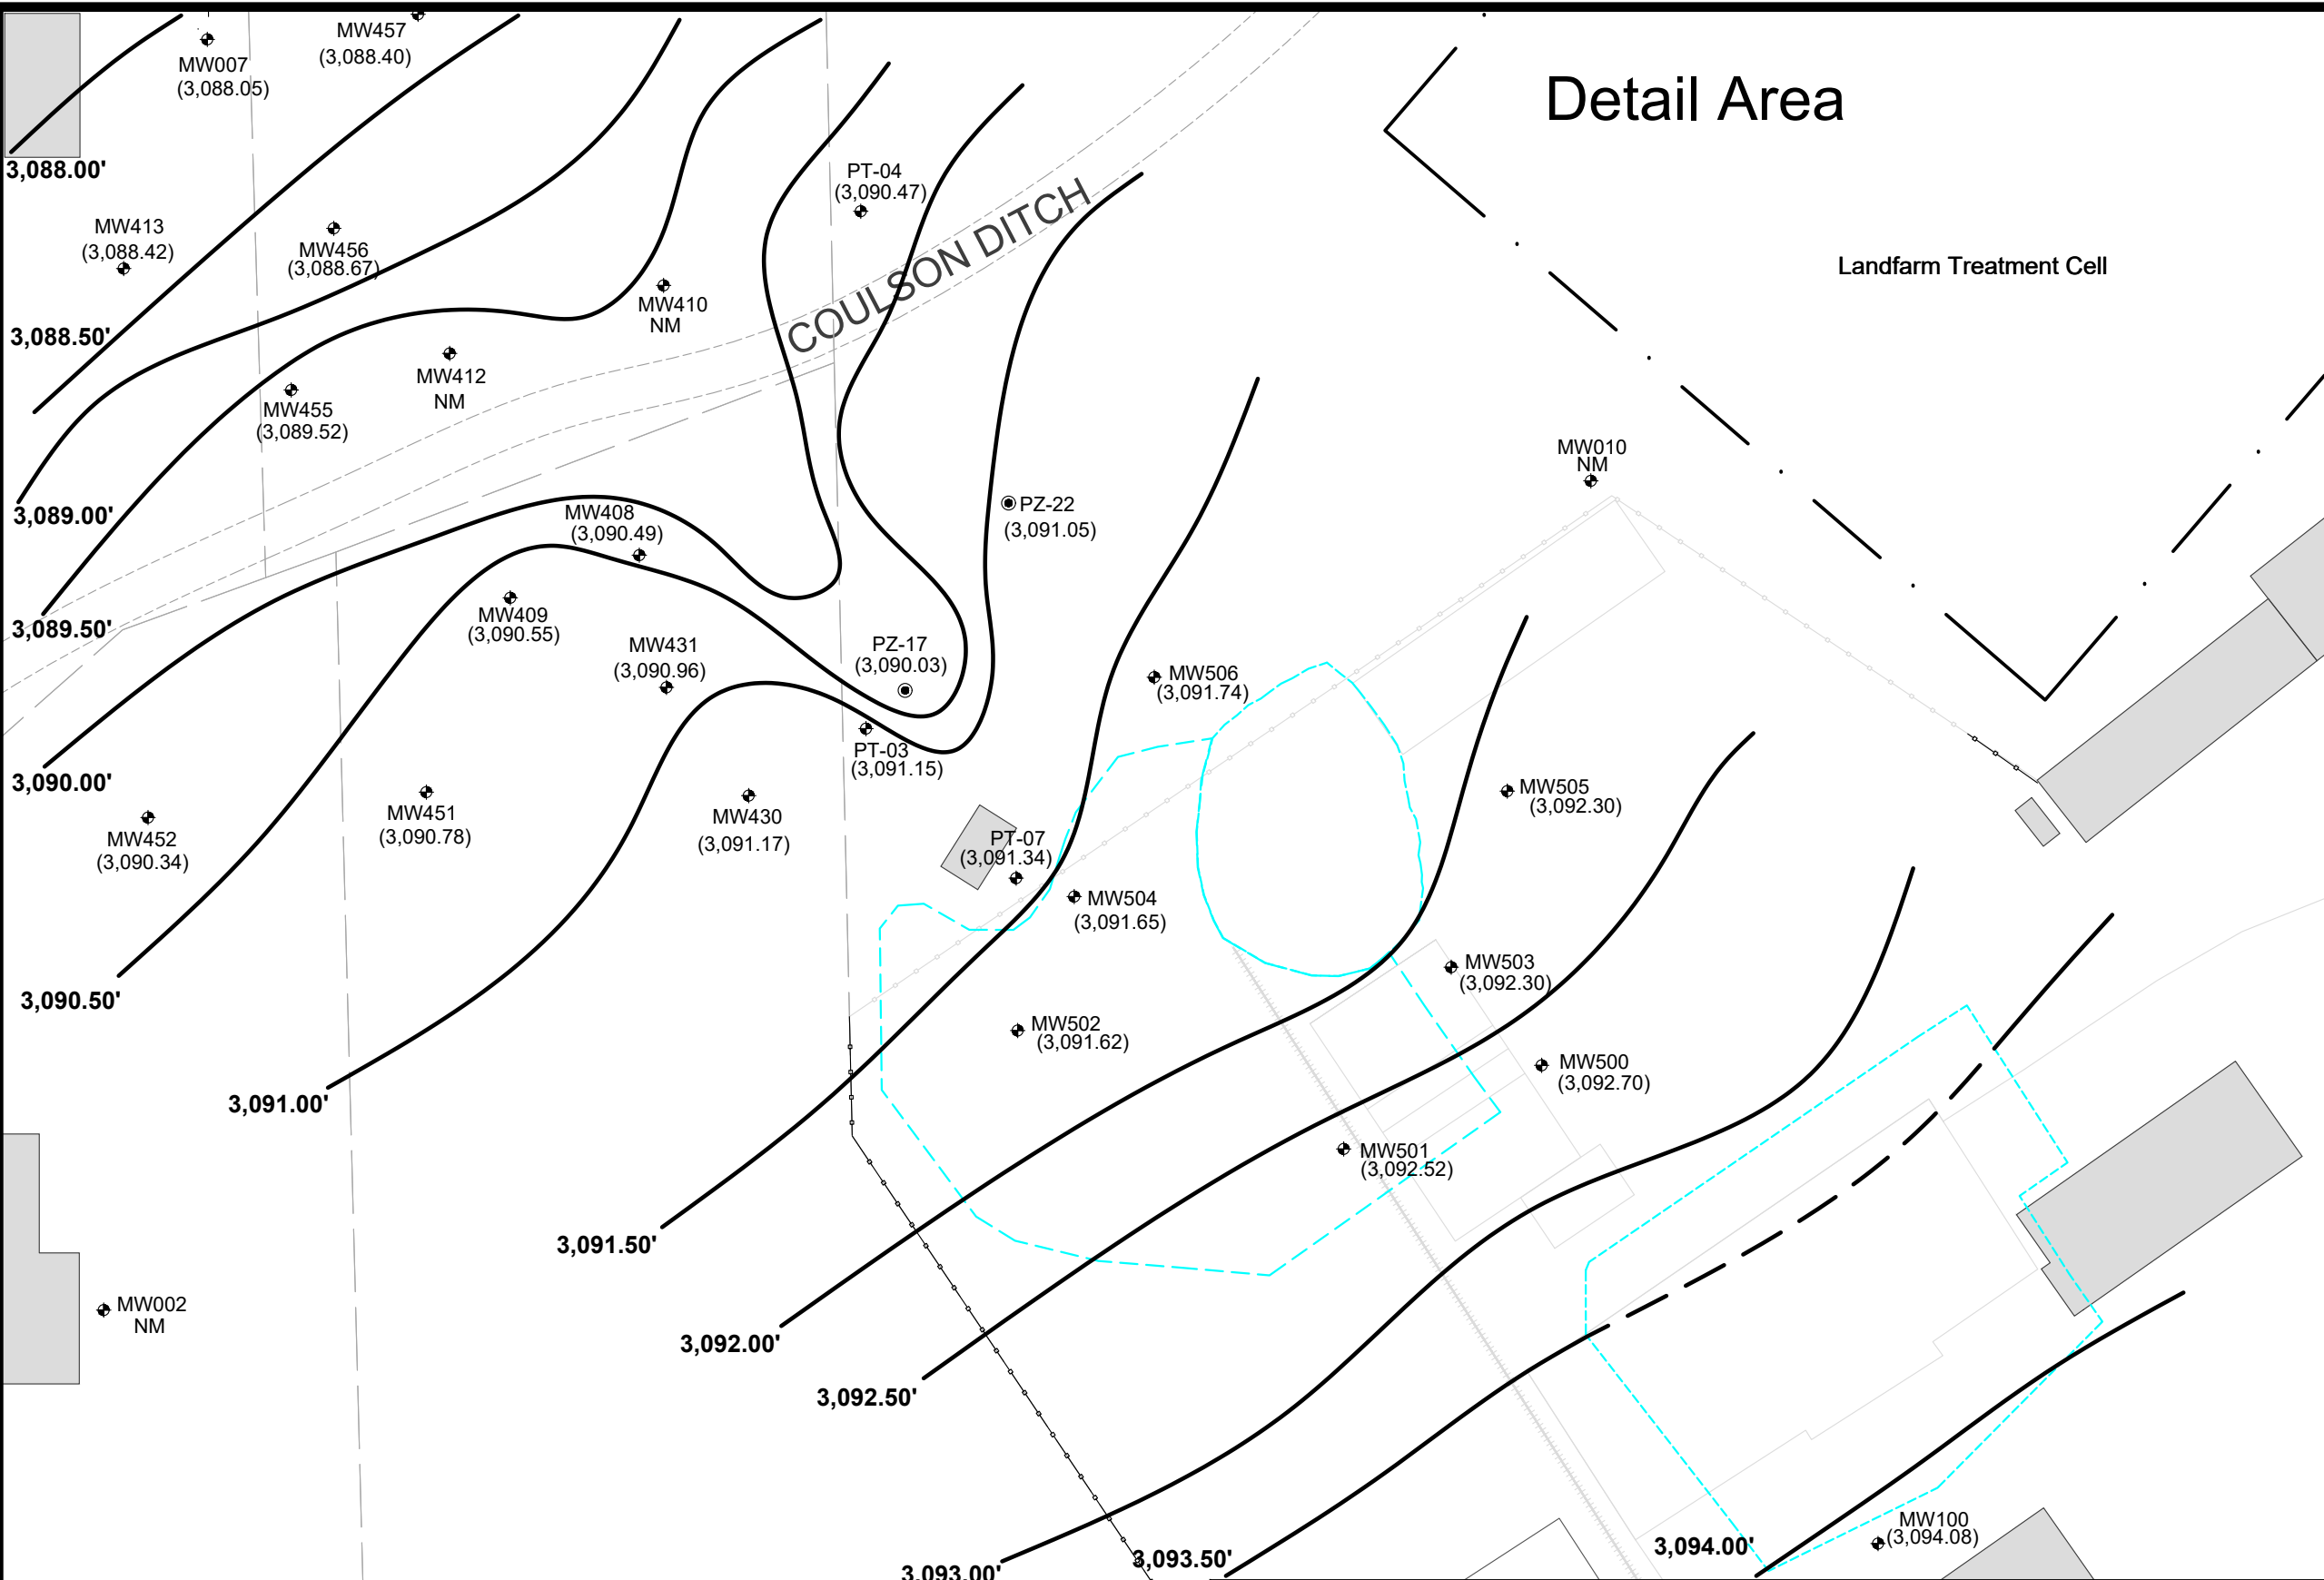 MW457
(3,088.40)
MW007
(3,088.05)
Detail Area
3,088.00'
PT-04
(3,090.47)
MW413
(3,088.42)
MW456
(3,088.67)
COULSON DITCH
Landfarm Treatment Cell
MW410
NM
3,088.50'
MW412
NM
MW455
(3,089.52)
MW010
NM
3,089.00'
MW408
(3,090.49)
PZ-22
(3,091.05)
3,089.50'
MW409
(3,090.55)
MW431
(3,090.96)
PZ-17
(3,090.03)
MW506
(3,091.74)
PT-03
(3,091.15)
3,090.00'
MW452
(3,090.34)
MW451
(3,090.78)
MW430
(3,091.17)
PT-07
(3,091.34)
MW505
(3,092.30)
MW504
(3,091.65)
MW503
(3,092.30)
3,090.50'
MW502
(3,091.62)
MW500
(3,092.70)
3,091.00'
MW501
(3,092.52)
3,091.50'
MW002
NM
3,092.00'
3,092.50'
MW100
(3,094.08)
3,094.00'
3,093.50'
3,093.00'